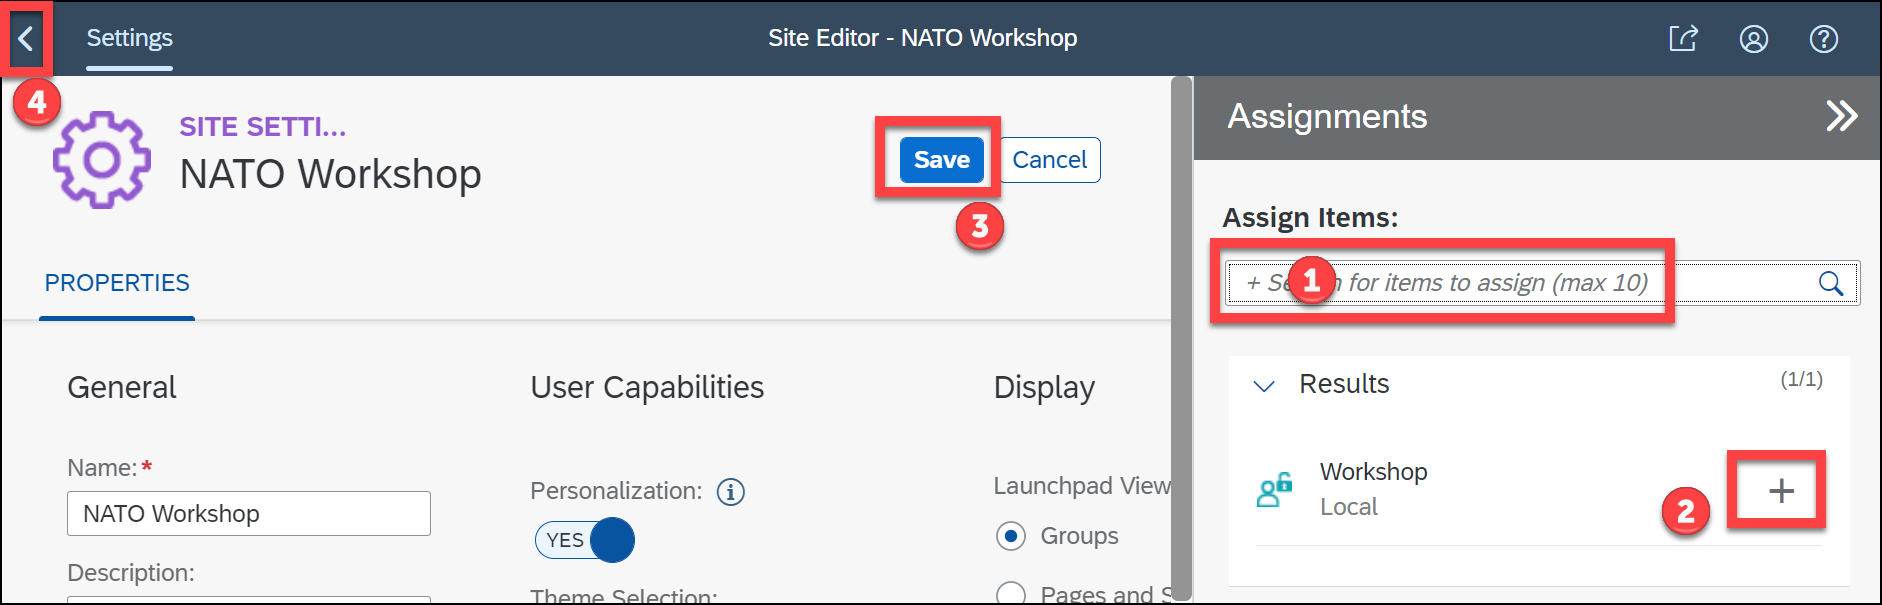 Settings
Site Editor - NATO Workshop
4
SITE SETTI...
NATO Workshop
Save
Cancel
3
PROPERTIES
General
Name:*
NATO Workshop
Description:
User Capabilities
Personalization:
YES
Theme Selection:
Display
Launchpad View
Groups
Pages and S
Assignments
Assign Items:
1
for items to assign (max 10)
Results
(1/1)
Workshop
Local
2